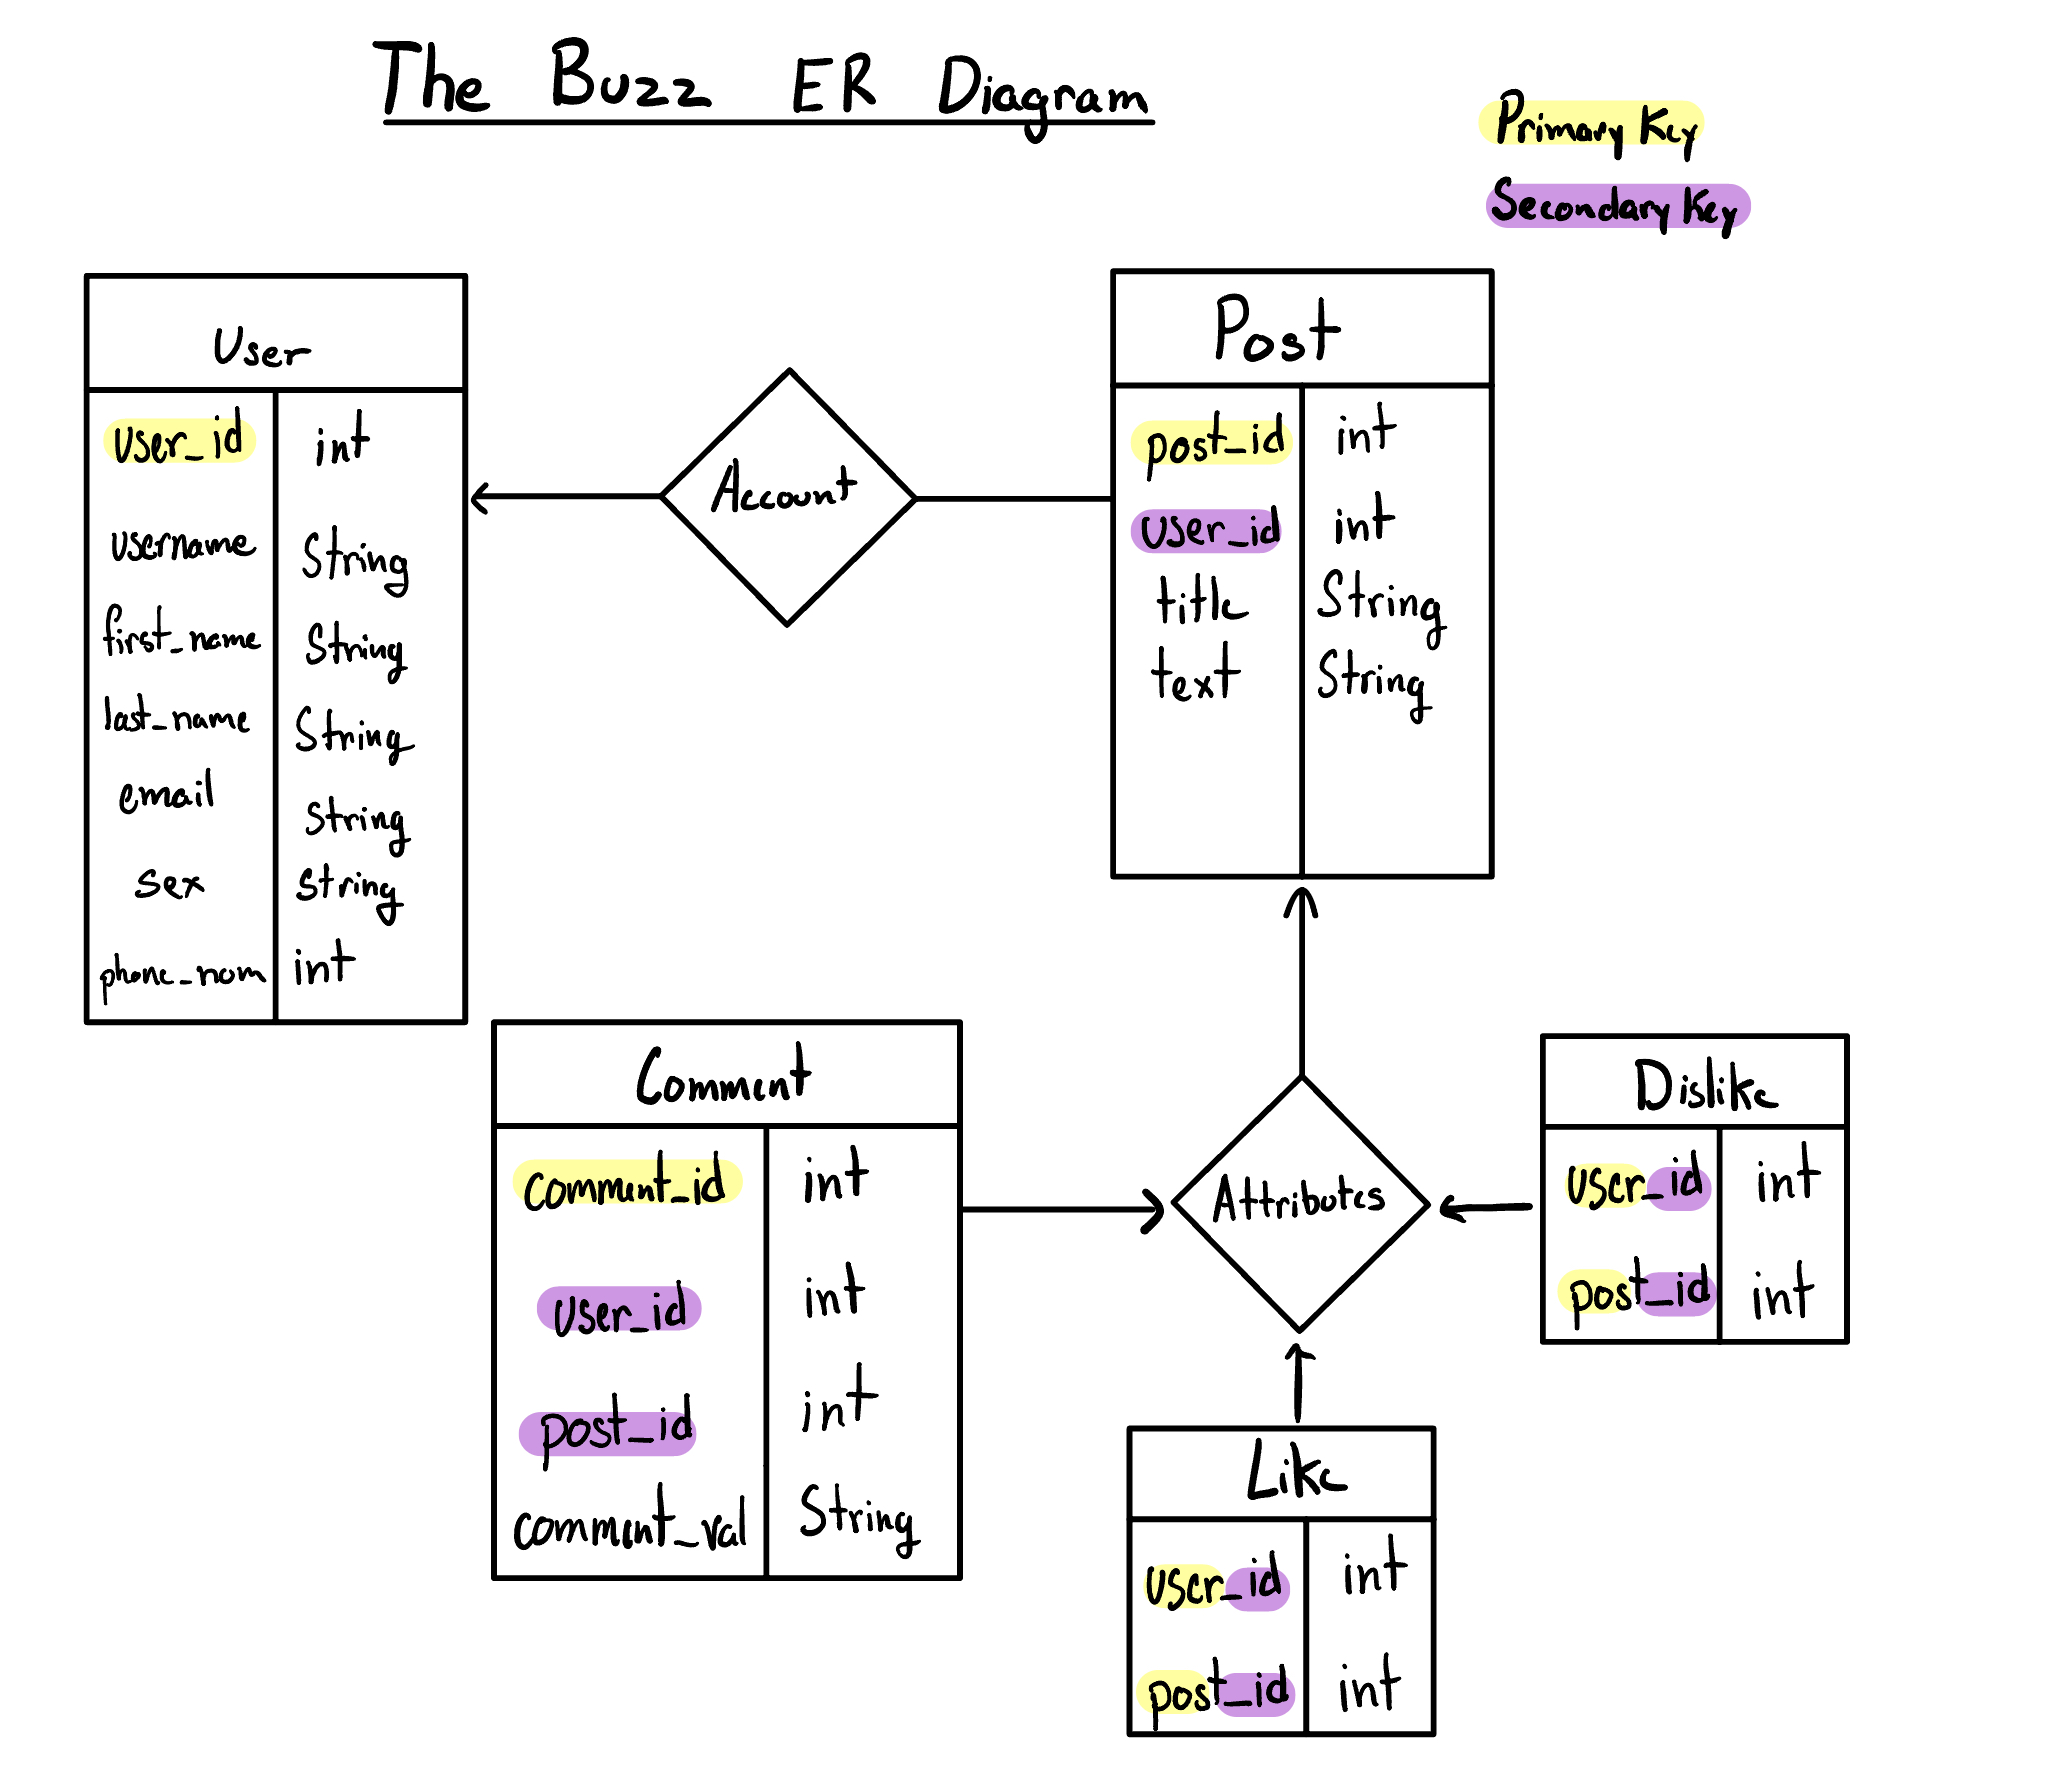 The Buzz ER Diagram
Primary Key
Secondary Key
User
user_id int
username String
first_name String
last_name String
email String
sex String
phone_num int
Account
Post
post_id int
user_id int
title String
text String
Comment
comment_id int
user_id int
post_id int
comment_val String
Attributes
Dislike
user_id int
post_id int
Like
user_id int
post_id int